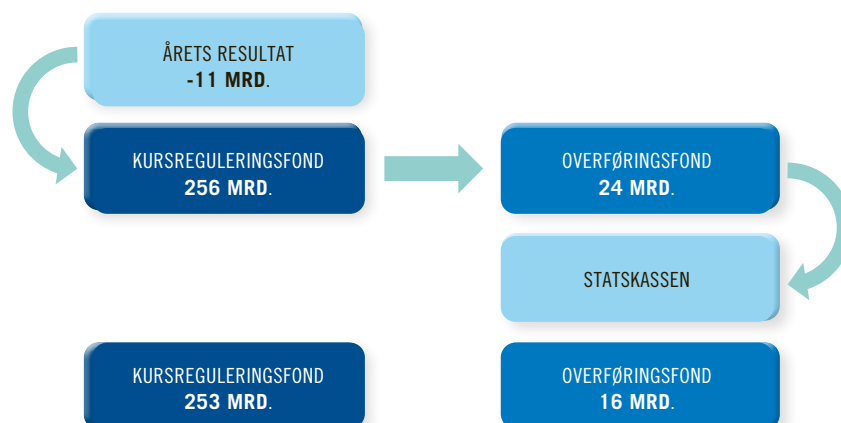 ÅRETS RESULTAT
-11 MRD.
KURSREGULERINGSFOND
256 MRD.
OVERFØRINGSFOND
24 MRD.
STATSKASSEN
KURSREGULERINGSFOND
253 MRD.
OVERFØRINGSFOND
16 MRD.